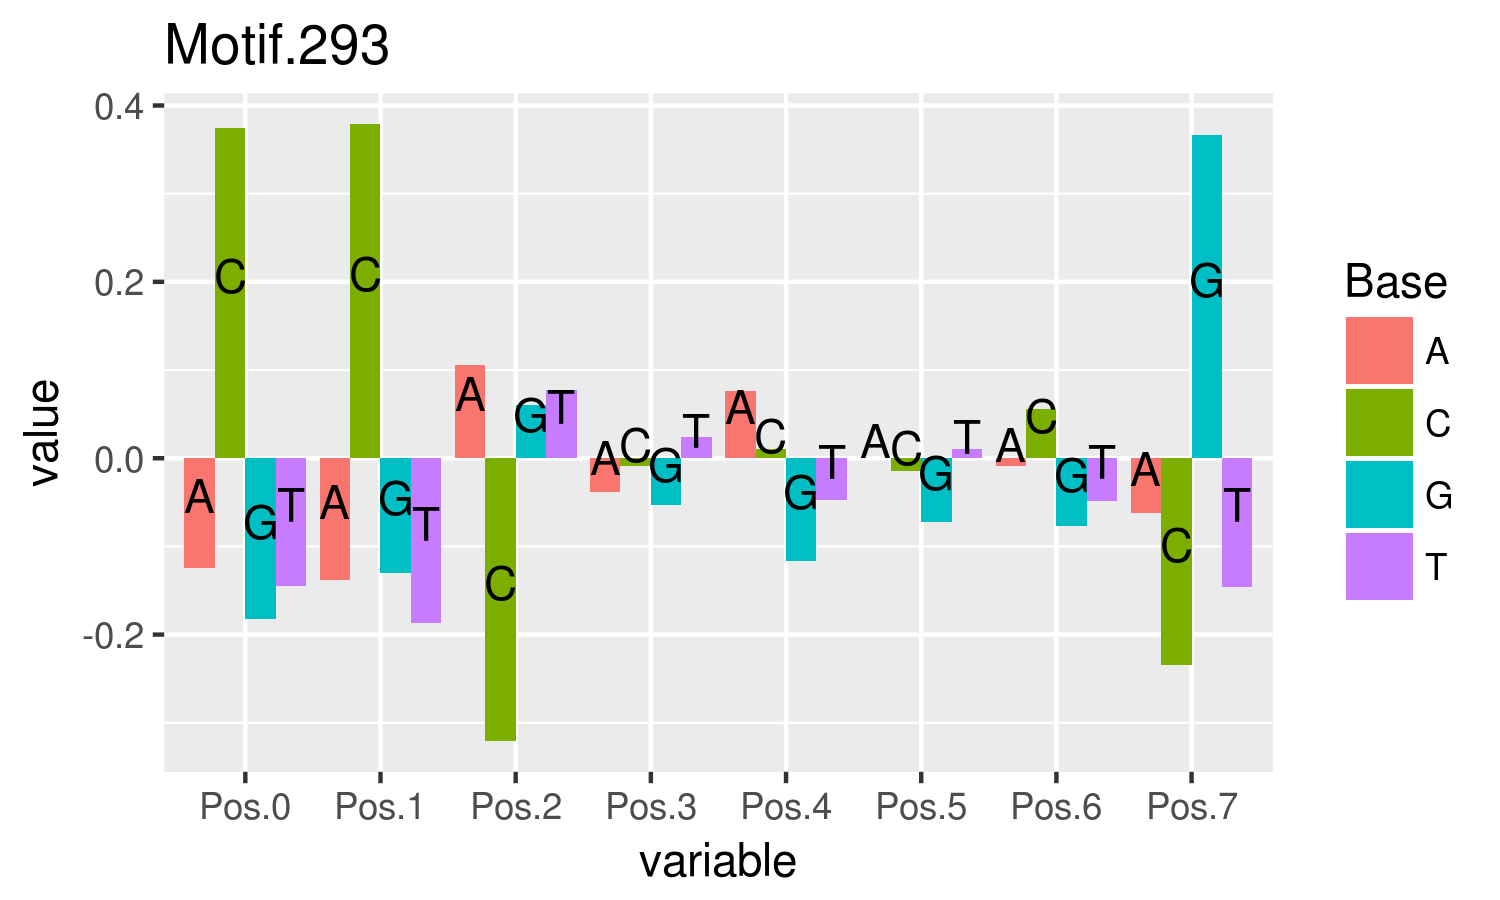 Motif.293
0.4
0.2
0.0
-0.2
value
A C G T A C G T A C G T A C G T A C G T A C G T A C G T A C G T
Pos.0 Pos.1 Pos.2 Pos.3 Pos.4 Pos.5 Pos.6 Pos.7
variable
Base
A
C
G
T